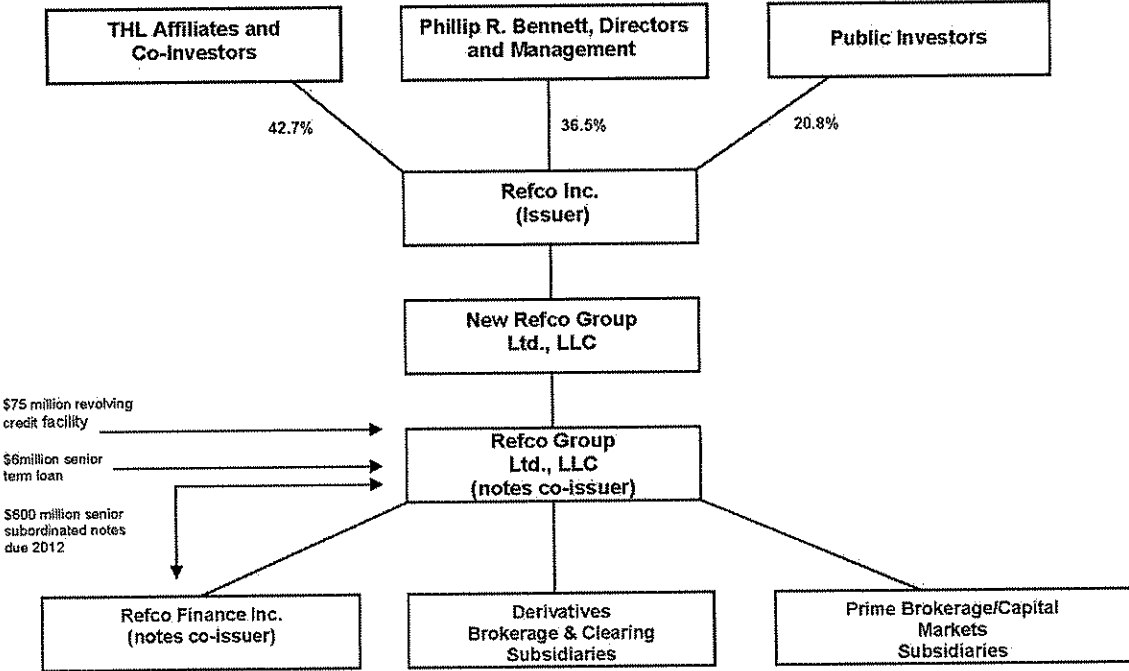 THL Affiliates and
Co-Investors
Phillip R. Bennett, Directors
and Management
Public Investors
42.7%
36.5%
20.8%
Refco Inc.
(Issuer)
New Refco Group
Ltd., LLC
$75 million revolving
credit facility
Refco Group
Ltd., LLC
(notes co-issuer)
$6million senior
term loan
$600 million senior
subordinated notes
due 2012
Refco Finance Inc.
(notes co-issuer)
Derivatives
Brokerage & Clearing
Subsidiaries
Prime Brokerage/Capital
Markets
Subsidiaries